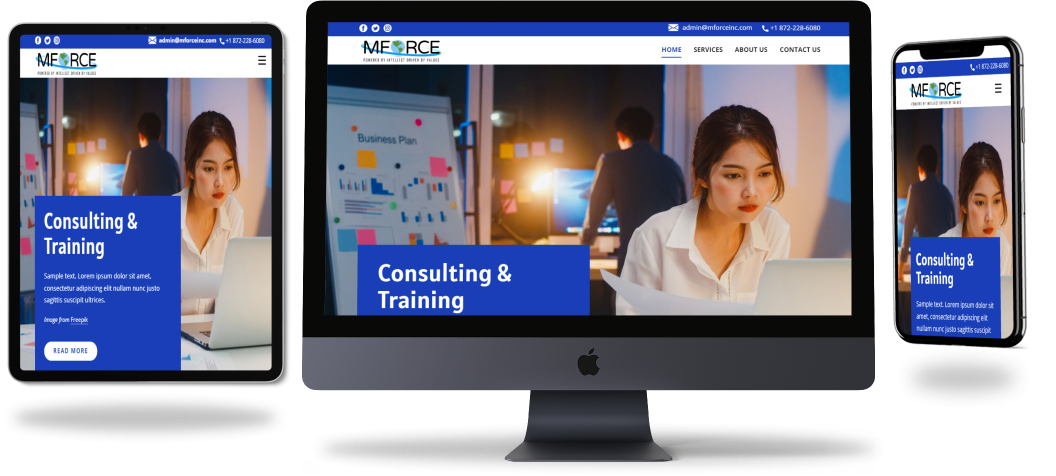 admin@mforceinc.com +1 872-228-6080
MFORCE
POWERED BY INTELLECT DRIVEN BY VALUES
Consulting &
Training
Sample text. Lorem ipsum dolor sit amet,
consectetur adipiscing elit nullam nunc justo
sagittis suscipit ultrices.
Image from Freepik
READ MORE
admin@mforceinc.com +1 872-228-6080
MFORCE
POWERED BY INTELLECT DRIVEN BY VALUES
HOME SERVICES ABOUT US CONTACT US
Business Plan
Consulting &
Training
+1 872-228-6080
MFORCE
POWERED BY INTELLECT DRIVEN BY VALUES
Consulting &
Training
Sample text. Lorem ipsum dolor sit
amet, consectetur adipiscing elit
nullam nunc justo sagittis suscipit